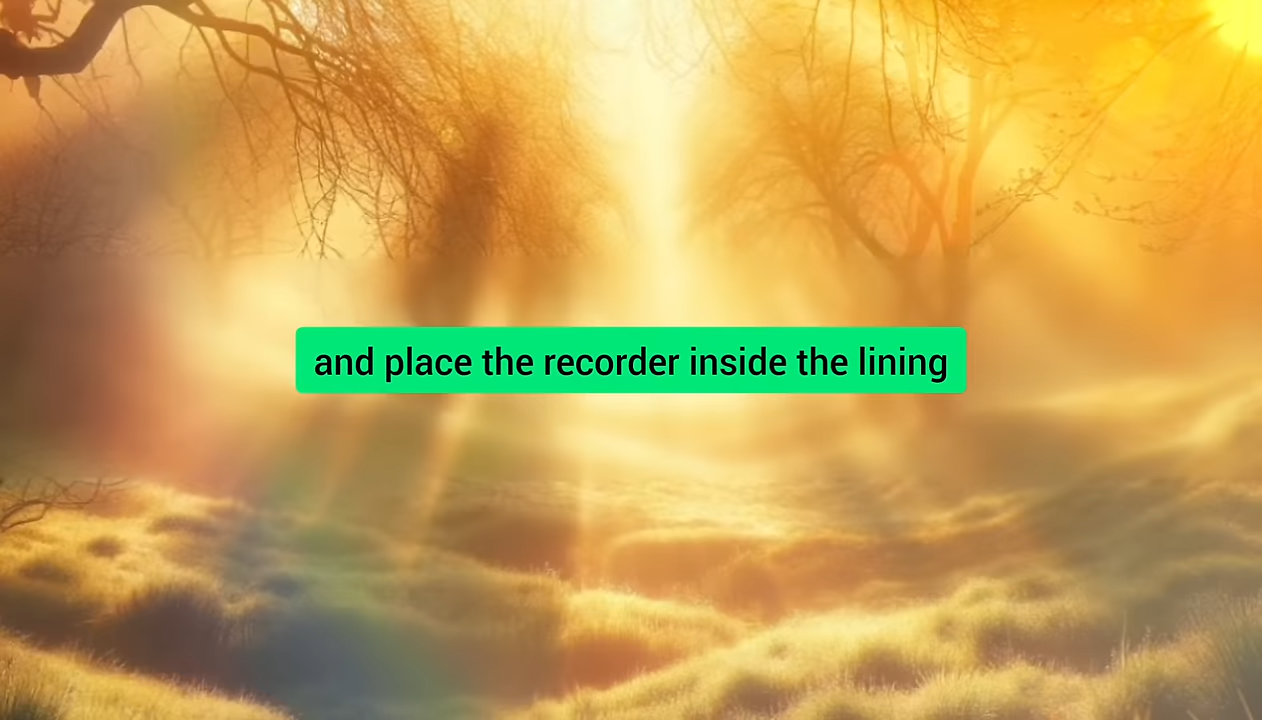 and place the recorder inside the lining